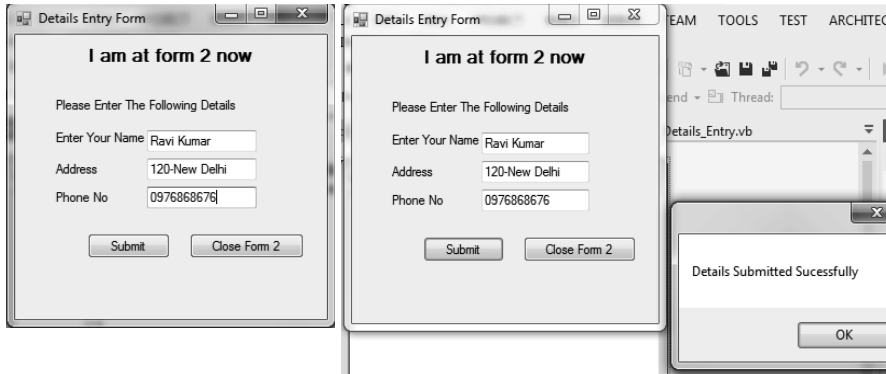 Details Entry Form
I am at form 2 now
Please Enter The Following Details
Enter Your Name Ravi Kumar
Address 120-New Delhi
Phone No 0976868676
Submit Close Form 2
Details Entry Form
I am at form 2 now
Please Enter The Following Details
Enter Your Name Ravi Kumar
Address 120-New Delhi
Phone No 0976868676
Submit Close Form 2
TOOLS TEST
Thread:
Details_Entry.vb
Details Submitted Sucessfully
OK